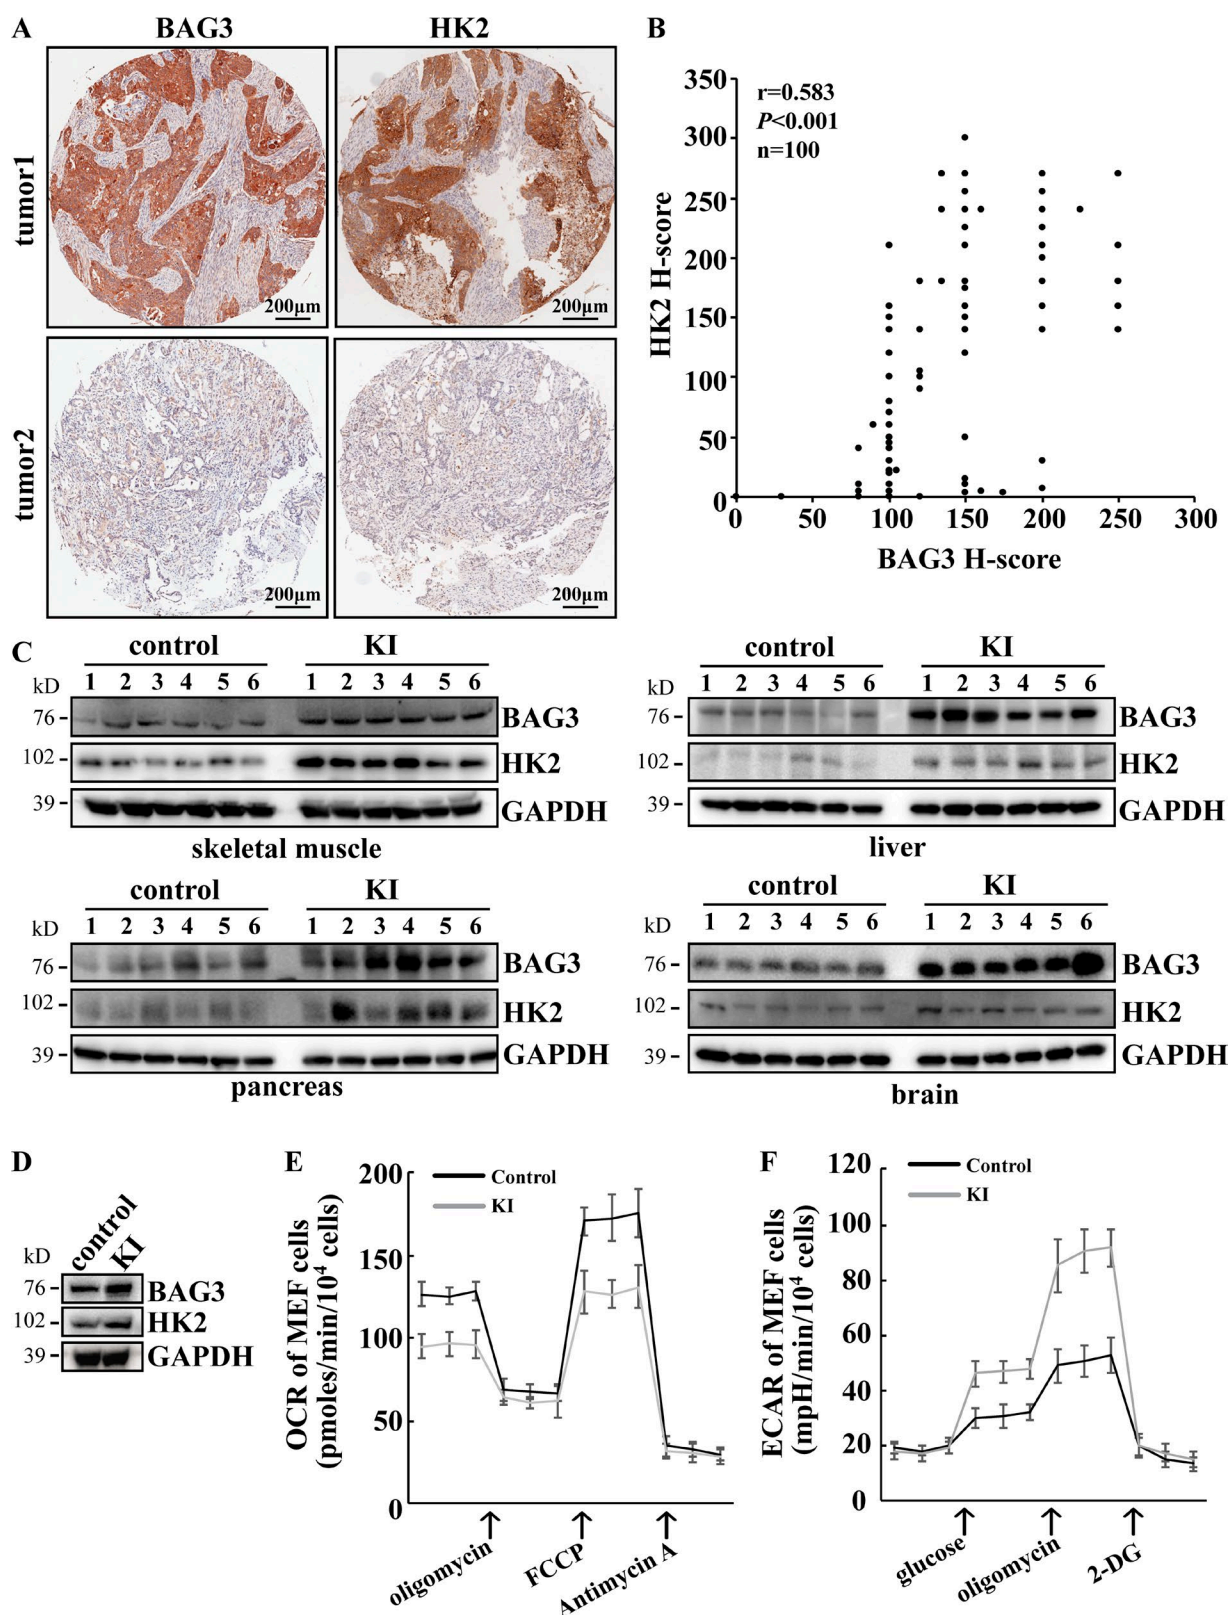 A
BAG3
HK2
tumor1
200μm
200μm
tumor2
200μm
200μm
B
r=0.583
P<0.001
n=100
350
300
250
200
150
100
50
0
HK2 H-score
0
50
100
150
200
250
300
BAG3 H-score
C
control
KI
kD
1 2 3 4 5 6
1 2 3 4 5 6
76
BAG3
102
HK2
39
GAPDH
skeletal muscle
control
KI
kD
1 2 3 4 5 6
1 2 3 4 5 6
76
BAG3
102
HK2
39
GAPDH
liver
control
KI
kD
1 2 3 4 5 6
1 2 3 4 5 6
76
BAG3
102
HK2
39
GAPDH
pancreas
control
KI
kD
1 2 3 4 5 6
1 2 3 4 5 6
76
BAG3
102
HK2
39
GAPDH
brain
D
control
KI
kD
76
BAG3
102
HK2
39
GAPDH
E
Control
KI
200
150
100
50
0
OCR of MEF cells
(pmoles/min/10⁴ cells)
oligomycin
FCCP
Antimycin A
F
Control
KI
120
100
80
60
40
20
0
ECAR of MEF cells
(mpH/min/10⁴ cells)
glucose
oligomycin
2-DG